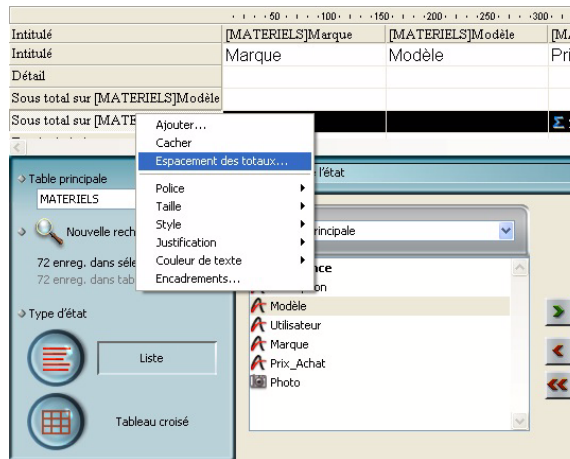 50 100 150 200 250 300
Intitulé [MATERIELS]Marque [MATERIELS]Modèle [MA
Intitulé Marque Modèle Pri
Détail
Sous total sur [MATERIELS]Modèle
Sous total sur [MATE Σ
Ajouter...
Cacher
Espacement des totaux...
Police
Taille
Style
Justification
Couleur de texte
Encadrements...
Table principale
MATERIELS
Nouvelle rech
72 enreg. dans séle
72 enreg. dans tab
Type d'état
Liste
Tableau croisé
l'état
rincipale
nce
on
Modèle
Utilisateur
Marque
Prix_Achat
Photo